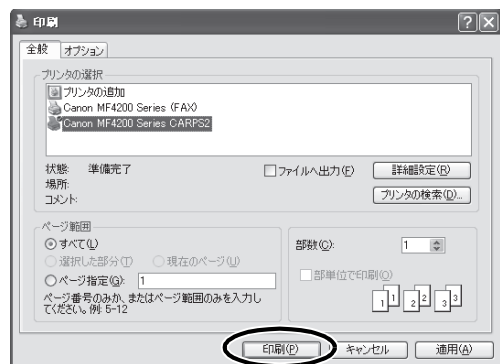 印刷
全般 オプション
プリンタの選択
プリンタの追加
Canon MF4200 Series (FAX)
Canon MF4200 Series CARPS2
状態: 準備完了
場所:
コメント:
ファイルへ出力(F)
詳細設定(R)
プリンタの検索(D)...
ページ範囲
すべて(L)
選択した部分(T) 現在のページ(U)
ページ指定(G): 1
ページ番号のみか、またはページ範囲のみを入力し
てください。例: 5-12
部数(C): 1
部単位で印刷(O)
1 1 2 2 3 3
印刷(P) キャンセル 適用(A)